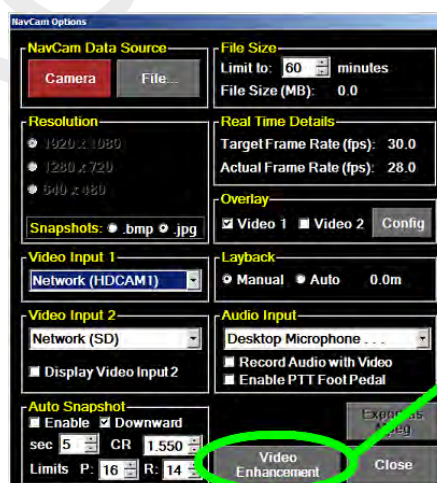 NavCam Options
NavCam Data Source
Camera
File...
File Size
Limit to: 60 minutes
File Size (MB): 0.0
Resolution
1920 x 1080
1280 x 720
640 x 480
Snapshots: .bmp .jpg
Real Time Details
Target Frame Rate (fps): 30.0
Actual Frame Rate (fps): 28.0
Overlay
Video 1 Video 2 Config
Video Input 1
Network (HDCAM1)
Layback
Manual Auto 0.0m
Video Input 2
Network (SD)
Display Video Input2
Audio Input
Desktop Microphone . . .
Record Audio with Video
Enable PTT Foot Pedal
Auto Snapshot
Enable Downward
sec 5 CR 1.550
Limits P: 16 R: 14
Video
Enhancement
Close